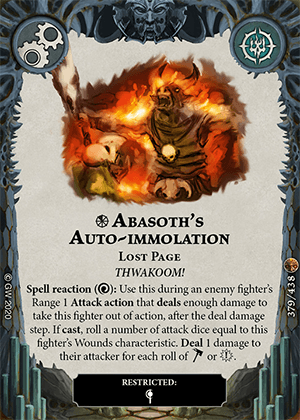 ABASOTH'S
AUTO-IMMOLATION
LOST PAGE
THWAKOOM!
Spell reaction ( ): Use this during an enemy fighter's
Range 1 Attack action that deals enough damage to
take this fighter out of action, after the deal damage
step. If cast, roll a number of attack dice equal to this
fighter's Wounds characteristic. Deal 1 damage to
their attacker for each roll of or .
RESTRICTED:
© GW 2020
379/438